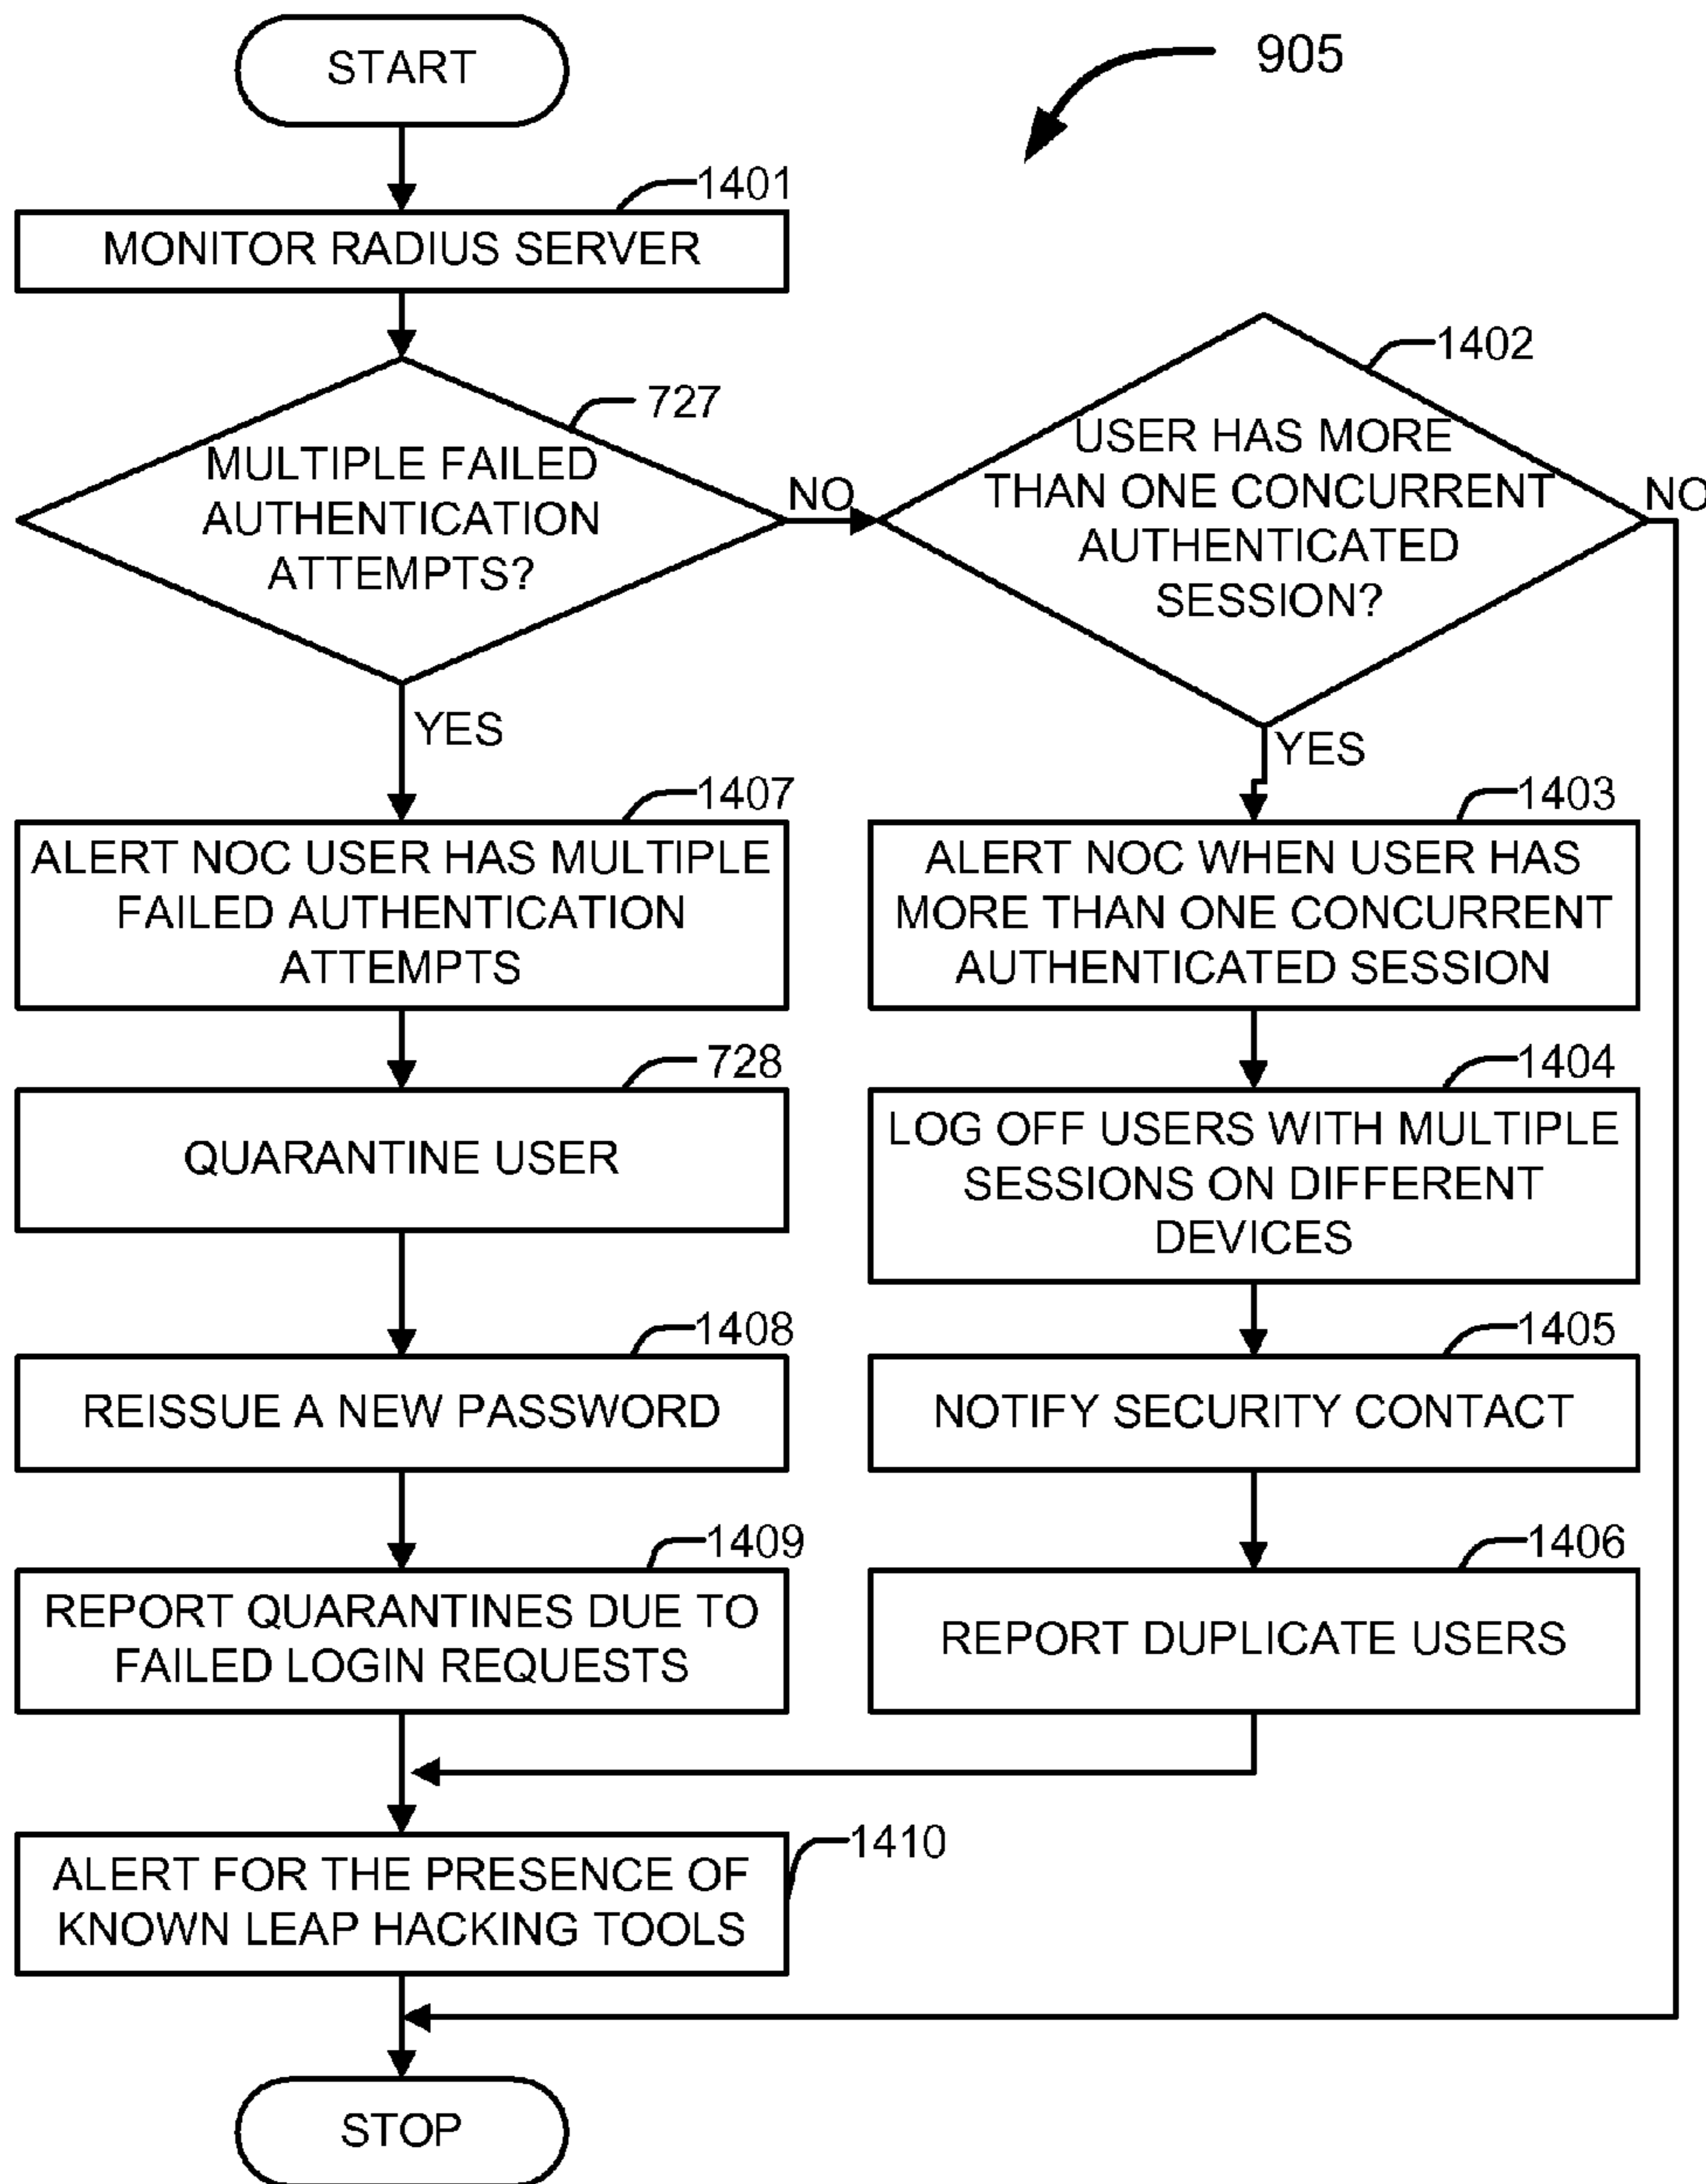 START
905
1401
MONITOR RADIUS SERVER
727
MULTIPLE FAILED
AUTHENTICATION
ATTEMPTS?
NO
1402
USER HAS MORE
THAN ONE CONCURRENT
AUTHENTICATED
SESSION?
NO
YES
YES
1407
ALERT NOC USER HAS MULTIPLE
FAILED AUTHENTICATION
ATTEMPTS
1403
ALERT NOC WHEN USER HAS
MORE THAN ONE CONCURRENT
AUTHENTICATED SESSION
728
QUARANTINE USER
1404
LOG OFF USERS WITH MULTIPLE
SESSIONS ON DIFFERENT
DEVICES
1408
REISSUE A NEW PASSWORD
1405
NOTIFY SECURITY CONTACT
1409
REPORT QUARANTINES DUE TO
FAILED LOGIN REQUESTS
1406
REPORT DUPLICATE USERS
1410
ALERT FOR THE PRESENCE OF
KNOWN LEAP HACKING TOOLS
STOP